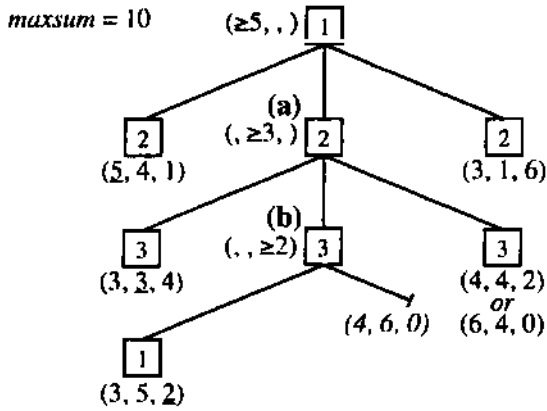 maxsum = 10
(≥5, , ) 1
(a)
2 (, ≥3, ) 2 2
(5, 4, 1) (3, 1, 6)
(b)
3 (, , ≥2) 3 3
(3, 3, 4) (4, 4, 2)
or
(4, 6, 0) (6, 4, 0)
1
(3, 5, 2)